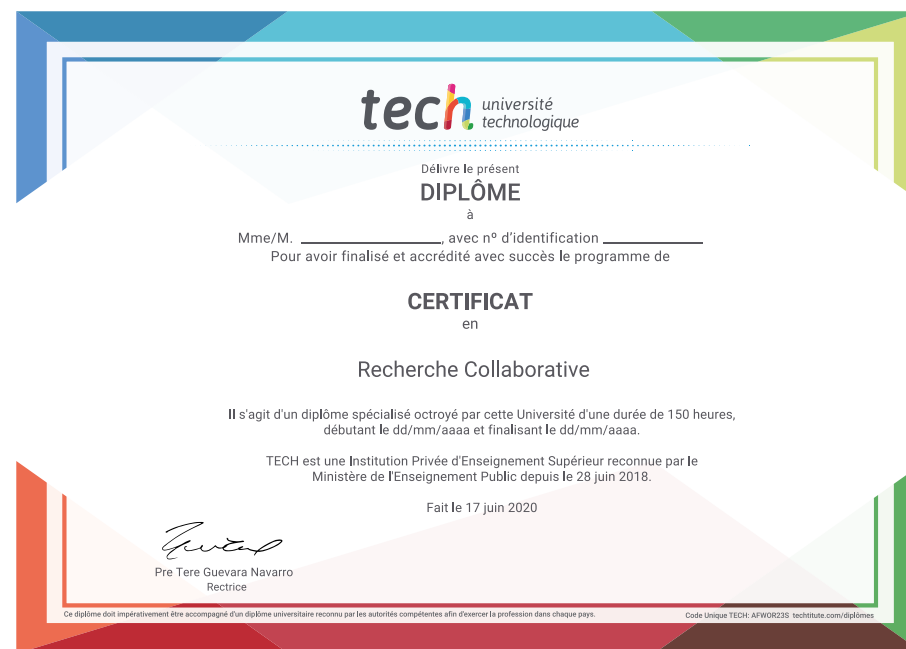 tech université
technologique
Délivre le présent
DIPLÔME
à
Mme/M. ____________________, avec nº d'identification ______________
Pour avoir finalisé et accrédité avec succès le programme de
CERTIFICAT
en
Recherche Collaborative
Il s'agit d'un diplôme spécialisé octroyé par cette Université d'une durée de 150 heures,
débutant le dd/mm/aaaa et finalisant le dd/mm/aaaa.
TECH est une Institution Privée d'Enseignement Supérieur reconnue par le
Ministère de l'Enseignement Public depuis le 28 juin 2018.
Fait le 17 juin 2020
Pre Tere Guevara Navarro
Rectrice
Ce diplôme doit impérativement être accompagné d'un diplôme universitaire reconnu par les autorités compétentes afin d'exercer la profession dans chaque pays.
Code Unique TECH: AFWOR23S techtitute.com/diplômes